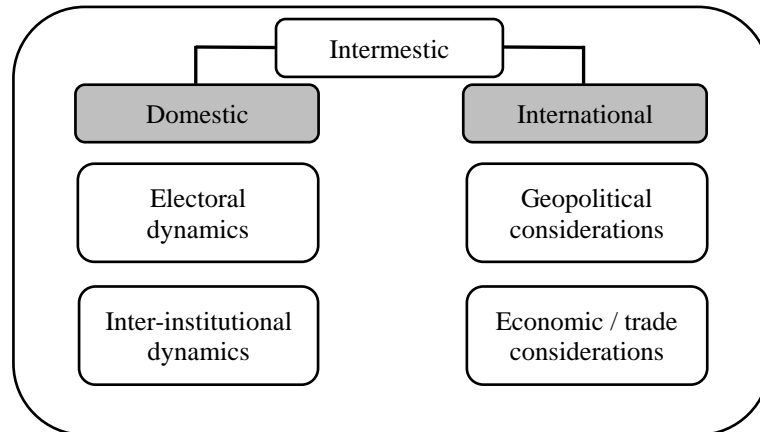 Intermestic
Domestic
International
Electoral
dynamics
Geopolitical
considerations
Inter-institutional
dynamics
Economic / trade
considerations